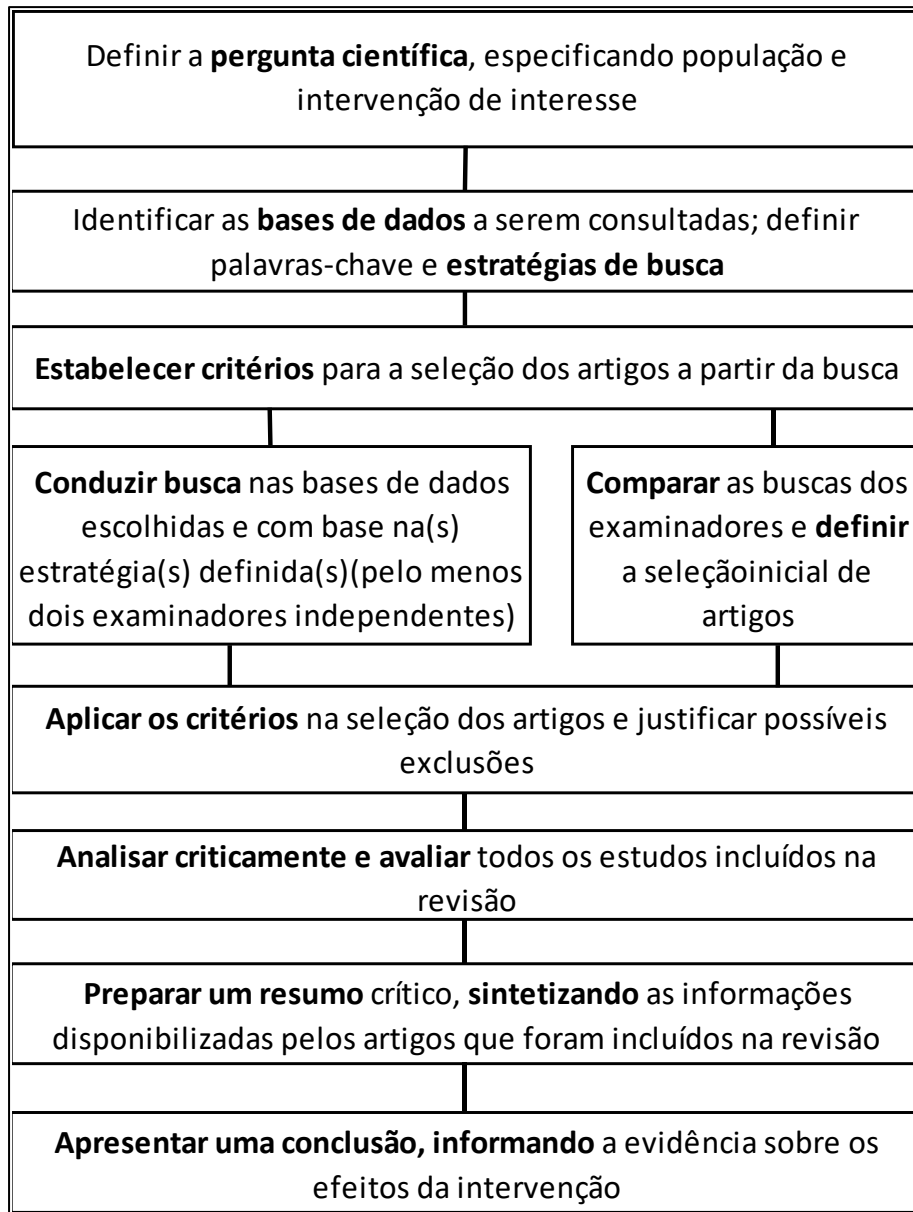 Definir a pergunta científica, especificando população e
intervenção de interesse
Identificar as bases de dados a serem consultadas; definir
palavras-chave e estratégias de busca
Estabelecer critérios para a seleção dos artigos a partir da busca
Conduzir busca nas bases de dados
escolhidas e com base na(s)
estratégia(s) definida(s)(pelo menos
dois examinadores independentes)
Comparar as buscas dos
examinadores e definir
a seleçãoinicial de
artigos
Aplicar os critérios na seleção dos artigos e justificar possíveis
exclusões
Analisar criticamente e avaliar todos os estudos incluídos na
revisão
Preparar um resumo crítico, sintetizando as informações
disponibilizadas pelos artigos que foram incluídos na revisão
Apresentar uma conclusão, informando a evidência sobre os
efeitos da intervenção